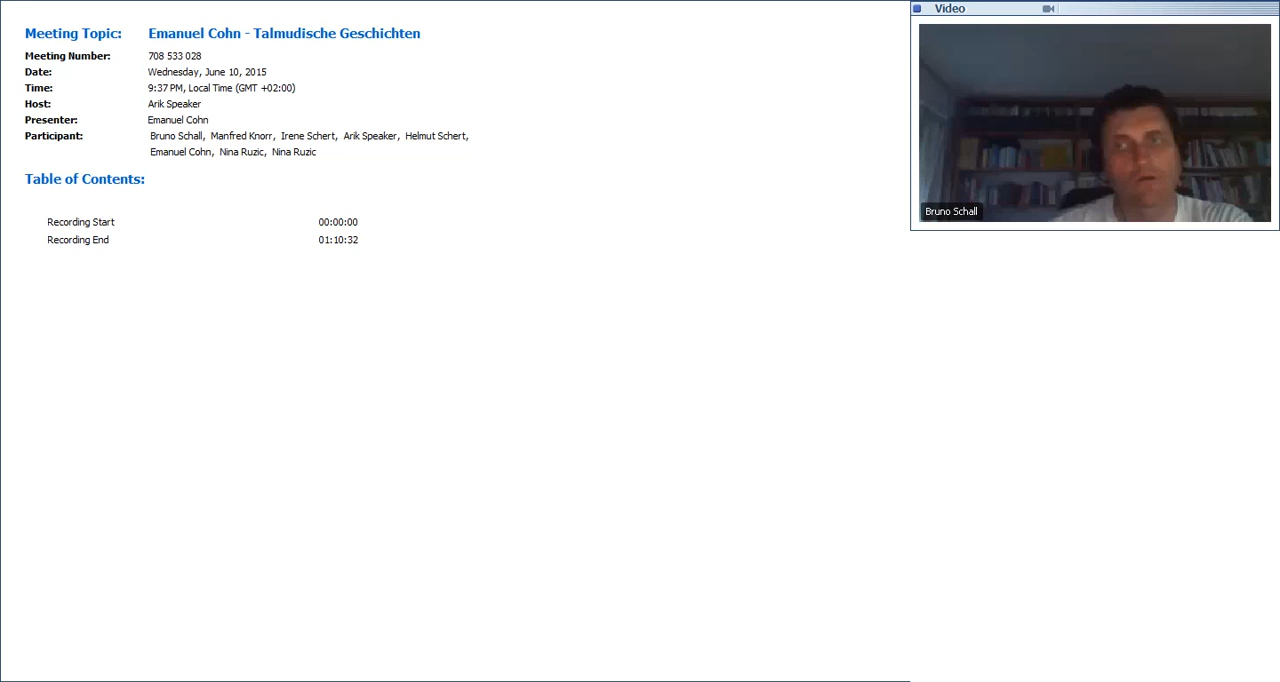 Meeting Topic: Emanuel Cohn - Talmudische Geschichten
Meeting Number: 708 533 028
Date: Wednesday, June 10, 2015
Time: 9:37 PM, Local Time (GMT +02:00)
Host: Arik Speaker
Presenter: Emanuel Cohn
Participant: Bruno Schall, Manfred Knorr, Irene Schert, Arik Speaker, Helmut Schert,
Emanuel Cohn, Nina Ruzic, Nina Ruzic
Table of Contents:
Recording Start 00:00:00
Recording End 01:10:32
Video
Bruno Schall